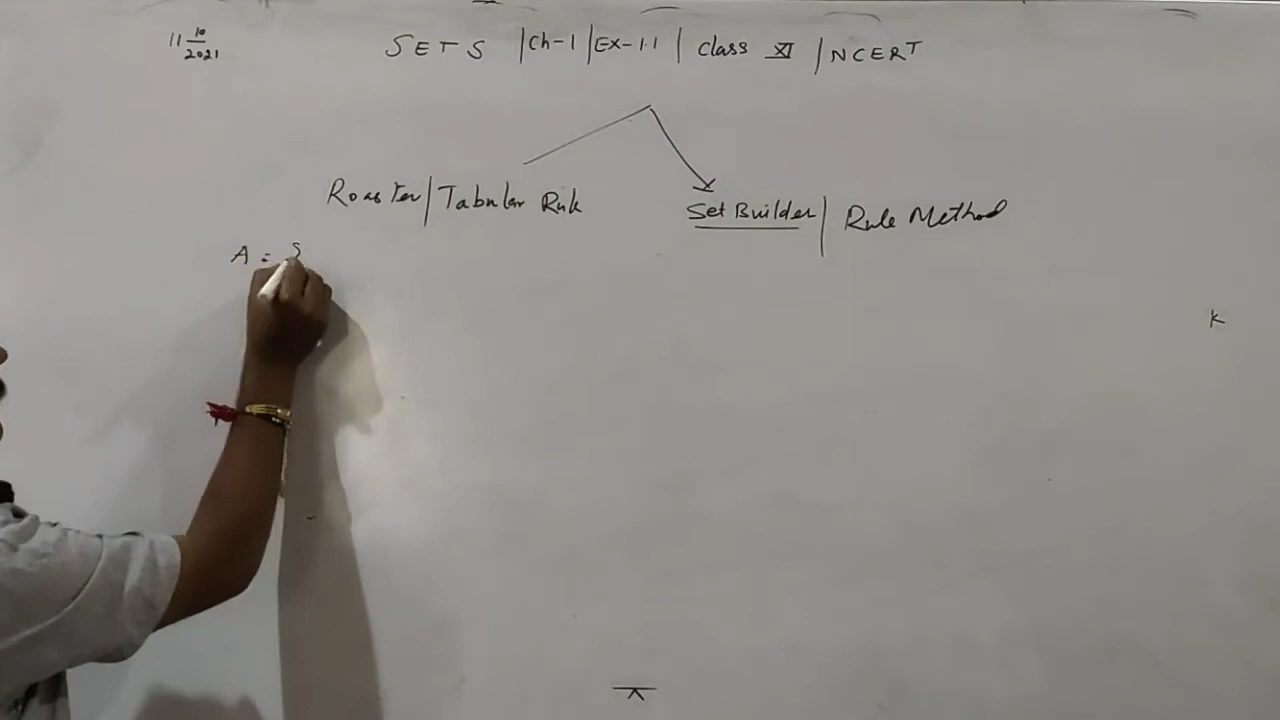 11 10/2021 SETS | Ch-1 | Ex-1.1 | Class XI | NCERT
Roaster/Tabular Rule Set Builder/ Rule Method
A = {
K